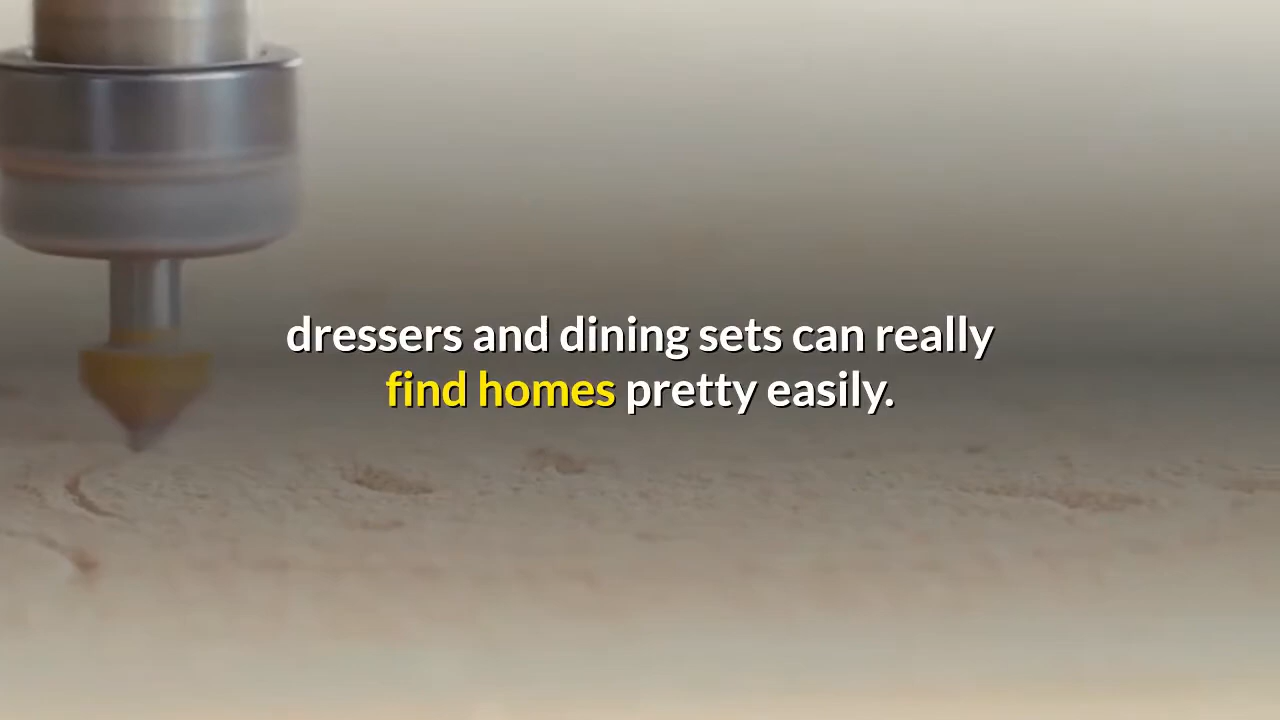 dressers and dining sets can really
find homes pretty easily.